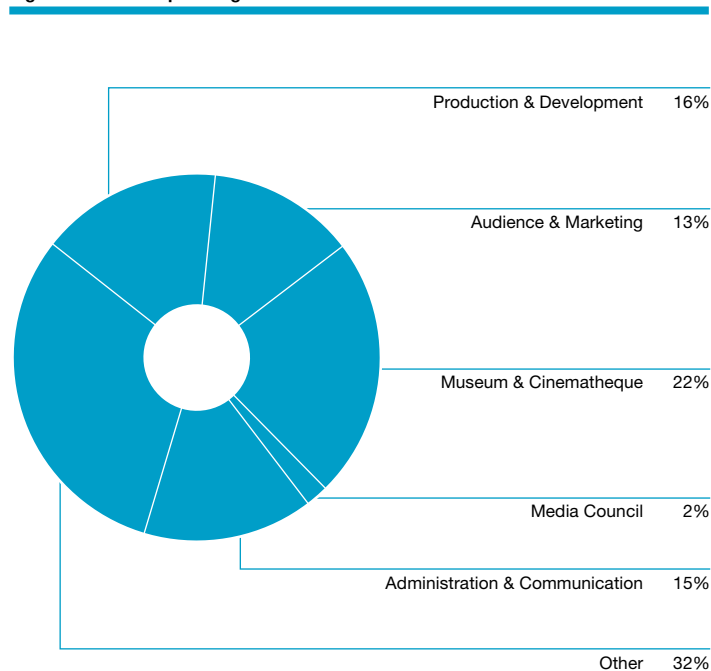 Production & Development 16%
Audience & Marketing 13%
Museum & Cinematheque 22%
Media Council 2%
Administration & Communication 15%
Other 32%